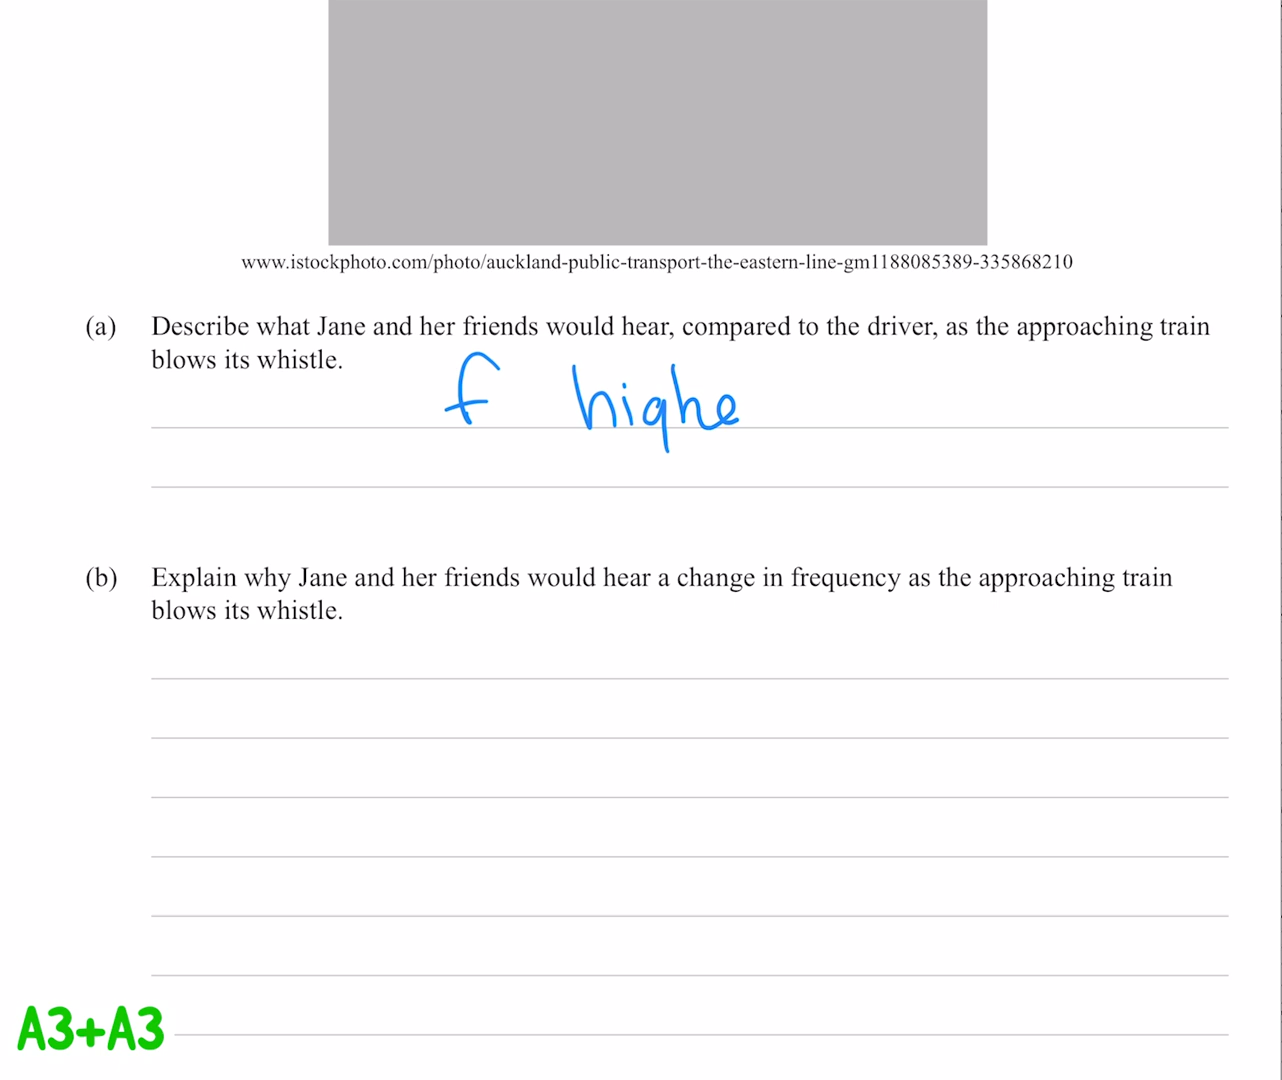 www.istockphoto.com/photo/auckland-public-transport-the-eastern-line-gm1188085389-335868210
(a) Describe what Jane and her friends would hear, compared to the driver, as the approaching train
blows its whistle.
f highe
(b) Explain why Jane and her friends would hear a change in frequency as the approaching train
blows its whistle.
A3+A3